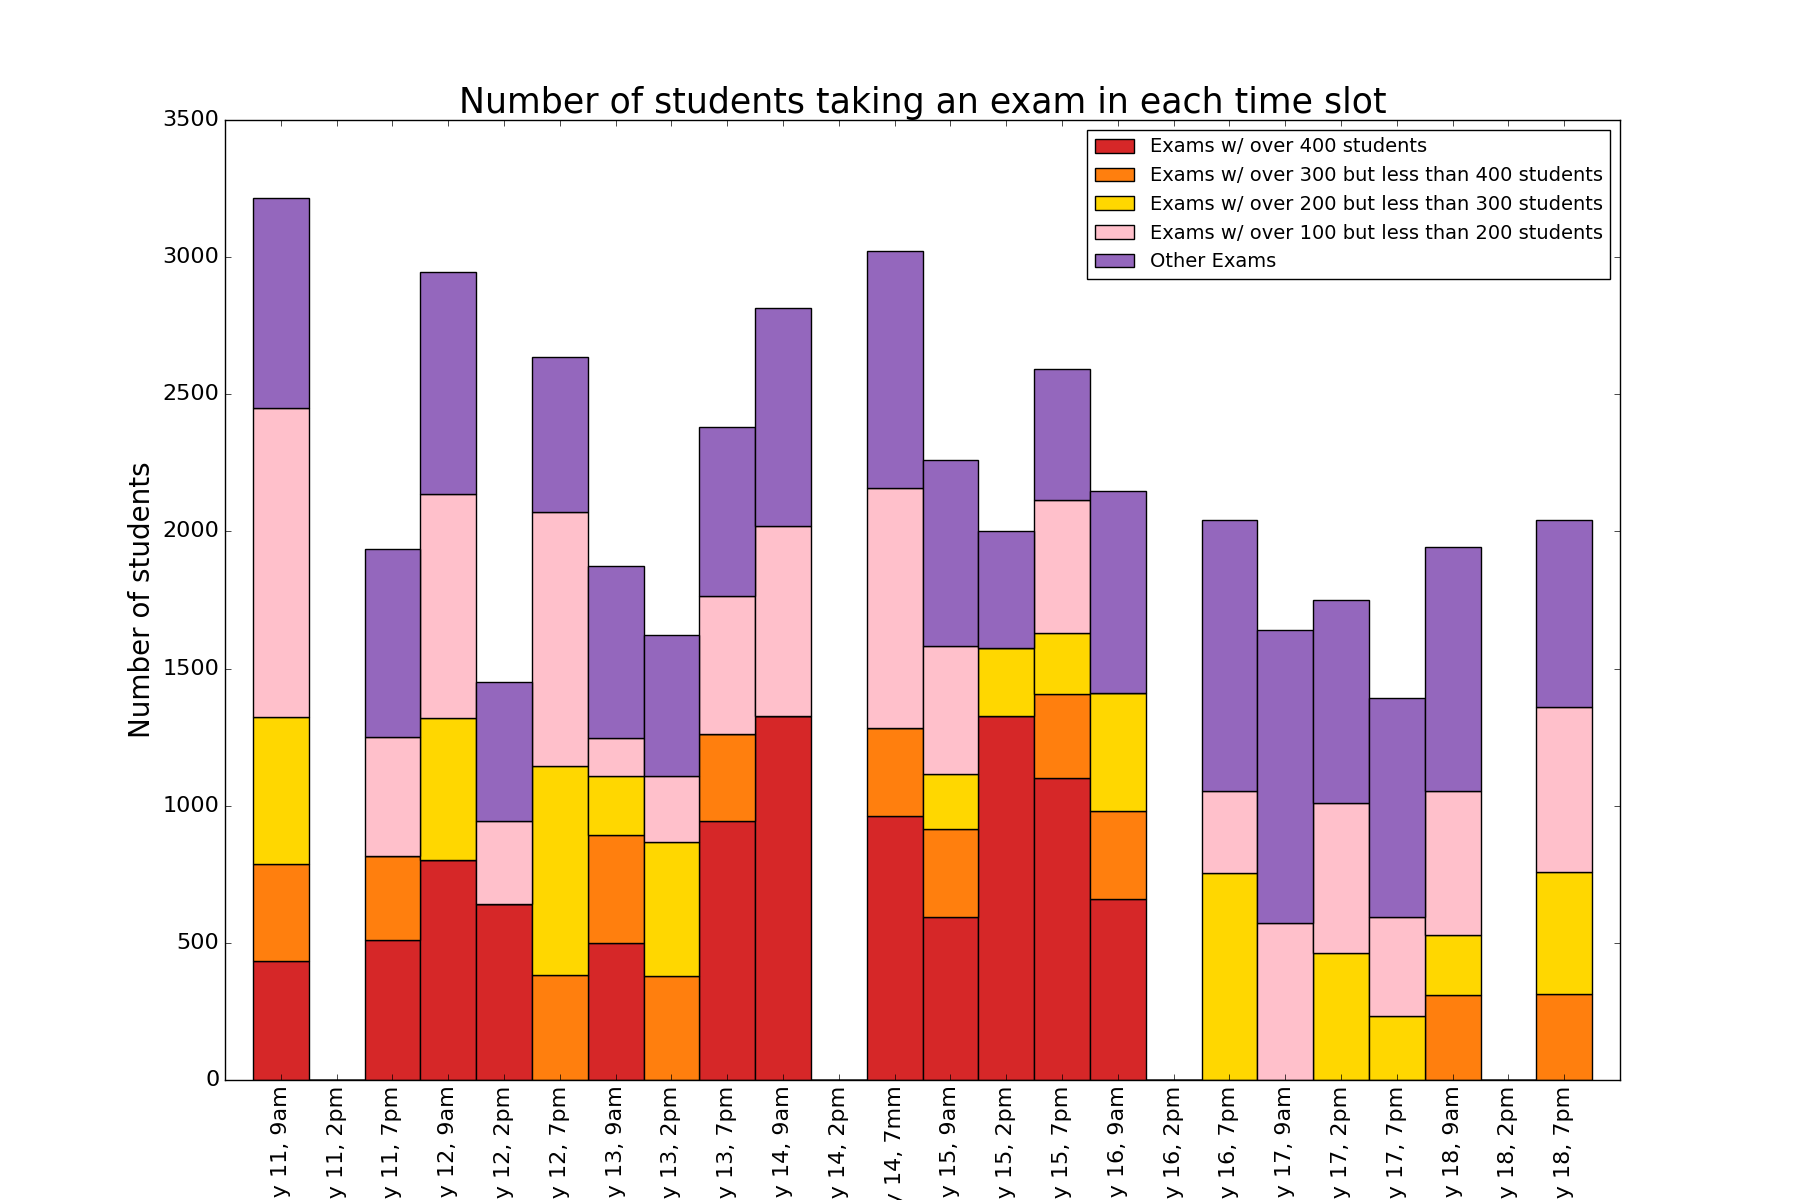 Number of students taking an exam in each time slot
3500
3000
2500
2000
1500
1000
500
0
Number of students
Exams w/ over 400 students
Exams w/ over 300 but less than 400 students
Exams w/ over 200 but less than 300 students
Exams w/ over 100 but less than 200 students
Other Exams
y 11, 9am
y 11, 2pm
y 11, 7pm
y 12, 9am
y 12, 2pm
y 12, 7pm
y 13, 9am
y 13, 2pm
y 13, 7pm
y 14, 9am
y 14, 2pm
y 14, 7mm
y 15, 9am
y 15, 2pm
y 15, 7pm
y 16, 9am
y 16, 2pm
y 16, 7pm
y 17, 9am
y 17, 2pm
y 17, 7pm
y 18, 9am
y 18, 2pm
y 18, 7pm